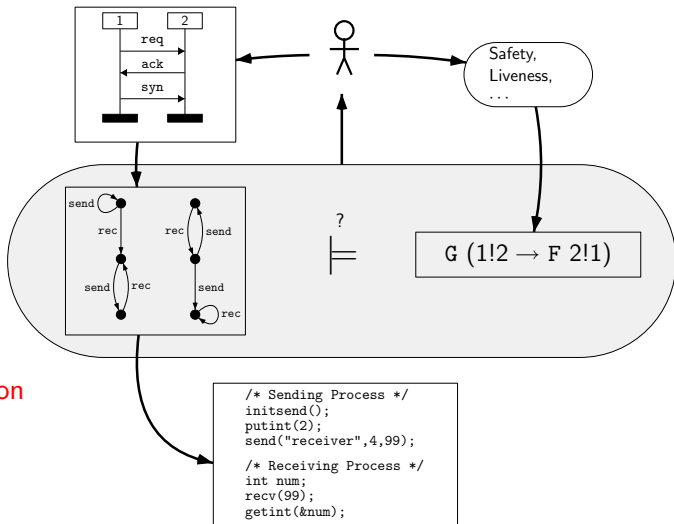 1
2
req
ack
syn
Safety,
Liveness,
. . .
send
rec
send
rec
rec
send
send
rec
?
⊨
G (1!2 → F 2!1)
on
/* Sending Process */
initsend();
putint(2);
send("receiver",4,99);
/* Receiving Process */
int num;
recv(99);
getint(&num);